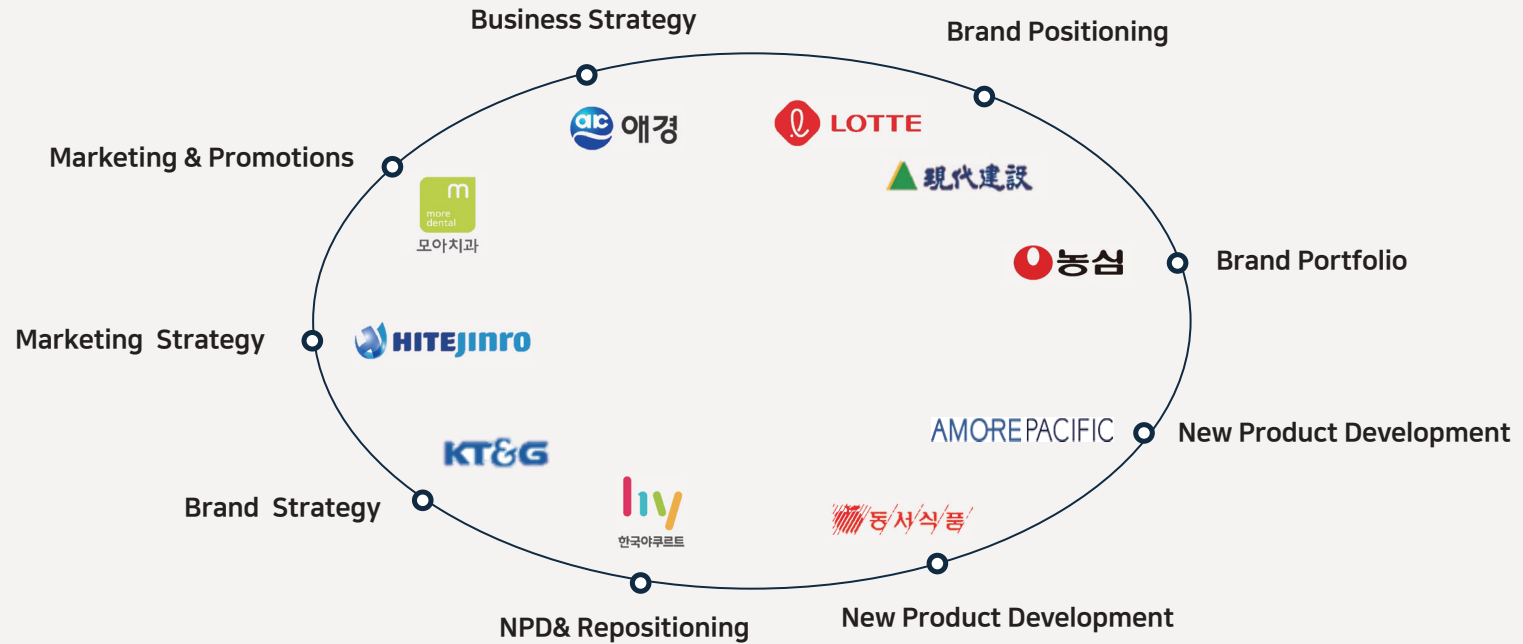 Business Strategy
Brand Positioning
애경
LOTTE
現代建設
Marketing & Promotions
m
more
dental
모아치과
농심
Brand Portfolio
Marketing  Strategy
HITEJINRO
AMOREPACIFIC
New Product Development
KT&G
Brand  Strategy
hy
한국야쿠르트
동서식품
New Product Development
NPD& Repositioning